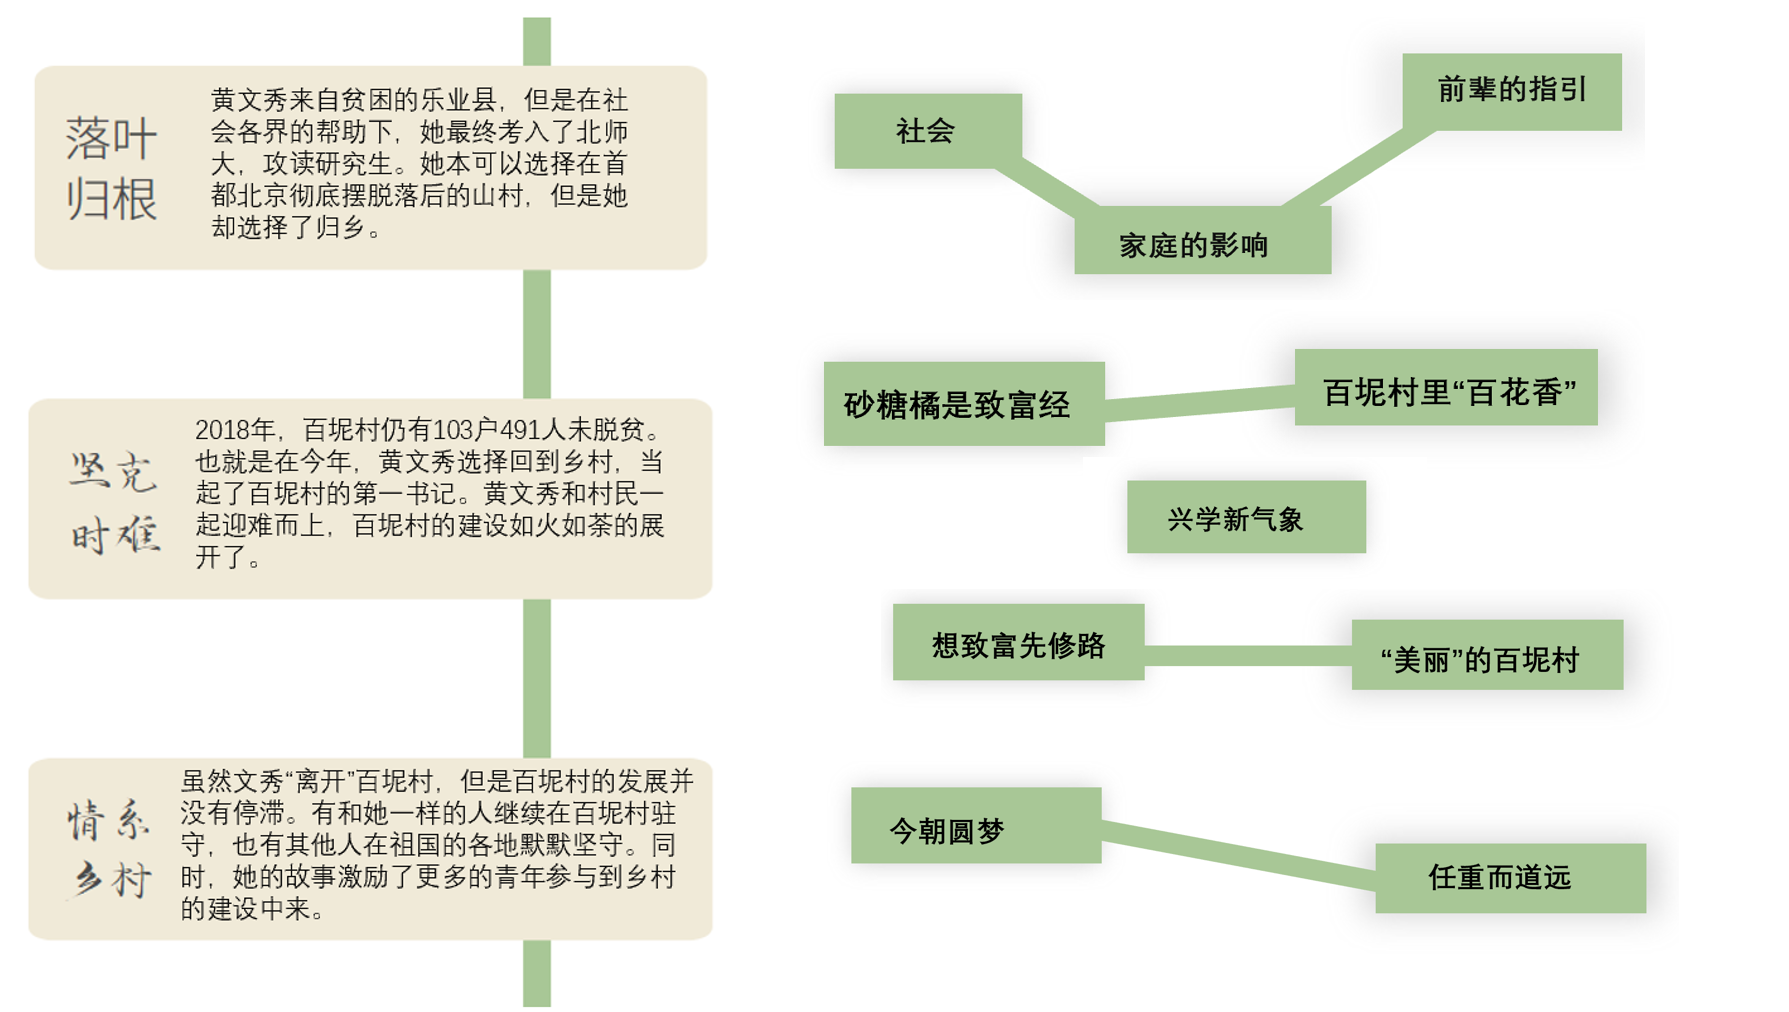 落叶
归根
黄文秀来自贫困的乐业县，但是在社
会各界的帮助下，她最终考入了北师
大，攻读研究生。她本可以选择在首
都北京彻底摆脱落后的山村，但是她
却选择了归乡。
社会
家庭的影响
前辈的指引
坚克
时难
2018年，百坭村仍有103户491人未脱贫。
也就是在今年，黄文秀选择回到乡村，当
起了百坭村的第一书记。黄文秀和村民一
起迎难而上，百坭村的建设如火如荼的展
开了。
砂糖橘是致富经
百坭村里“百花香”
兴学新气象
想致富先修路
“美丽”的百坭村
情系
乡村
虽然文秀“离开”百坭村，但是百坭村的发展并
没有停滞。有和她一样的人继续在百坭村驻
守，也有其他人在祖国的各地默默坚守。同
时，她的故事激励了更多的青年参与到乡村
的建设中来。
今朝圆梦
任重而道远